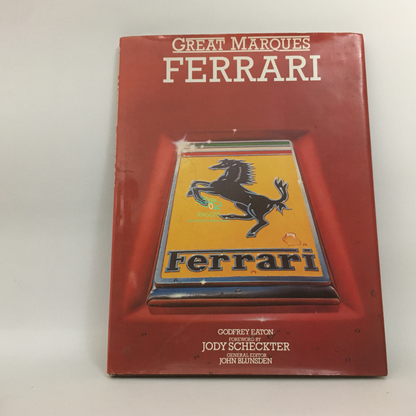 GREAT MARQUES
FERRARI
Ferrari
GODFREY EATON
FOREWORD BY
JODY SCHECKTER
GENERAL EDITOR
JOHN BLUNSDEN